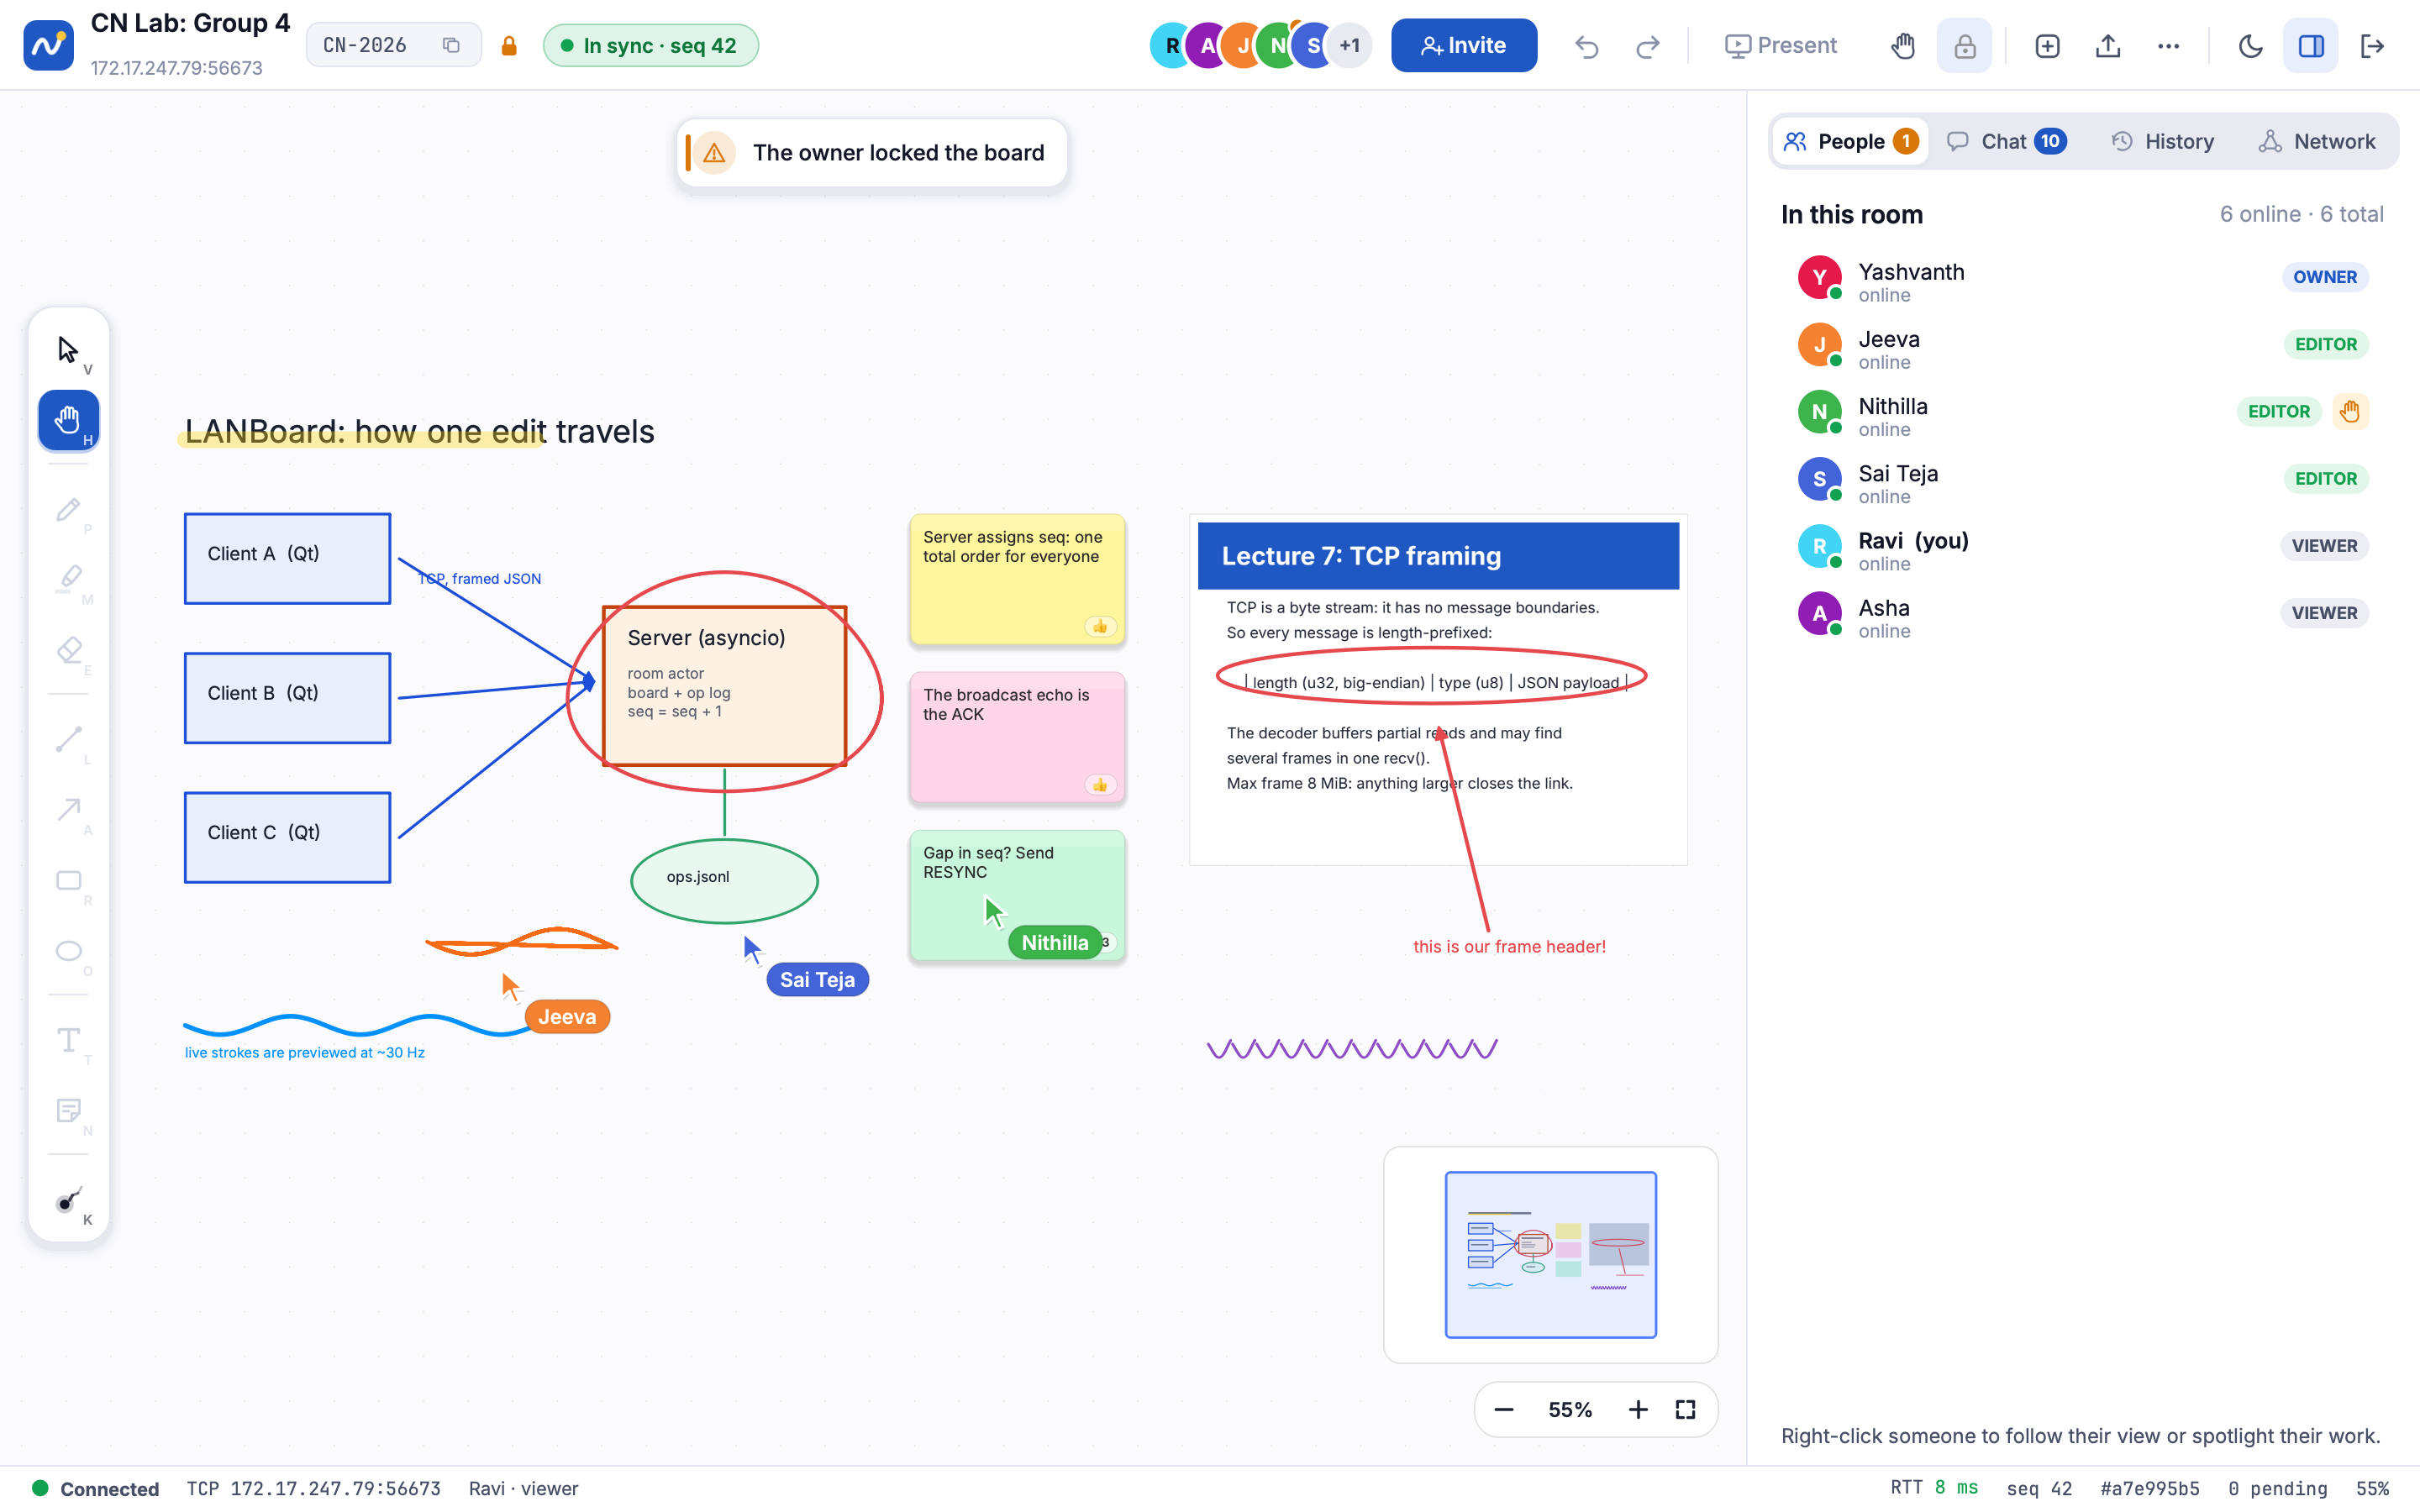 CN Lab: Group 4
172.17.247.79:56673
CN-2026
In sync · seq 42
R
A
J
N
S
+1
Invite
Present
The owner locked the board
People 1
Chat 10
History
Network
In this room
6 online · 6 total
Y
Yashvanth
online
OWNER
J
Jeeva
online
EDITOR
N
Nithilla
online
EDITOR
S
Sai Teja
online
EDITOR
R
Ravi (you)
online
VIEWER
A
Asha
online
VIEWER
Right-click someone to follow their view or spotlight their work.
V
H
P
M
E
L
A
R
O
T
N
K
LANBoard: how one edit travels
Client A (Qt)
TCP, framed JSON
Client B (Qt)
Client C (Qt)
Server (asyncio)
room actor
board + op log
seq = seq + 1
ops.jsonl
Server assigns seq: one
total order for everyone
The broadcast echo is
the ACK
Gap in seq? Send
RESYNC
Nithilla
3
Sai Teja
Jeeva
live strokes are previewed at ~30 Hz
Lecture 7: TCP framing
TCP is a byte stream: it has no message boundaries.
So every message is length-prefixed:
| length (u32, big-endian) | type (u8) | JSON payload |
The decoder buffers partial reads and may find
several frames in one recv().
Max frame 8 MiB: anything larger closes the link.
this is our frame header!
55%
Connected
TCP 172.17.247.79:56673
Ravi · viewer
RTT 8 ms
seq 42
#a7e995b5
0 pending
55%